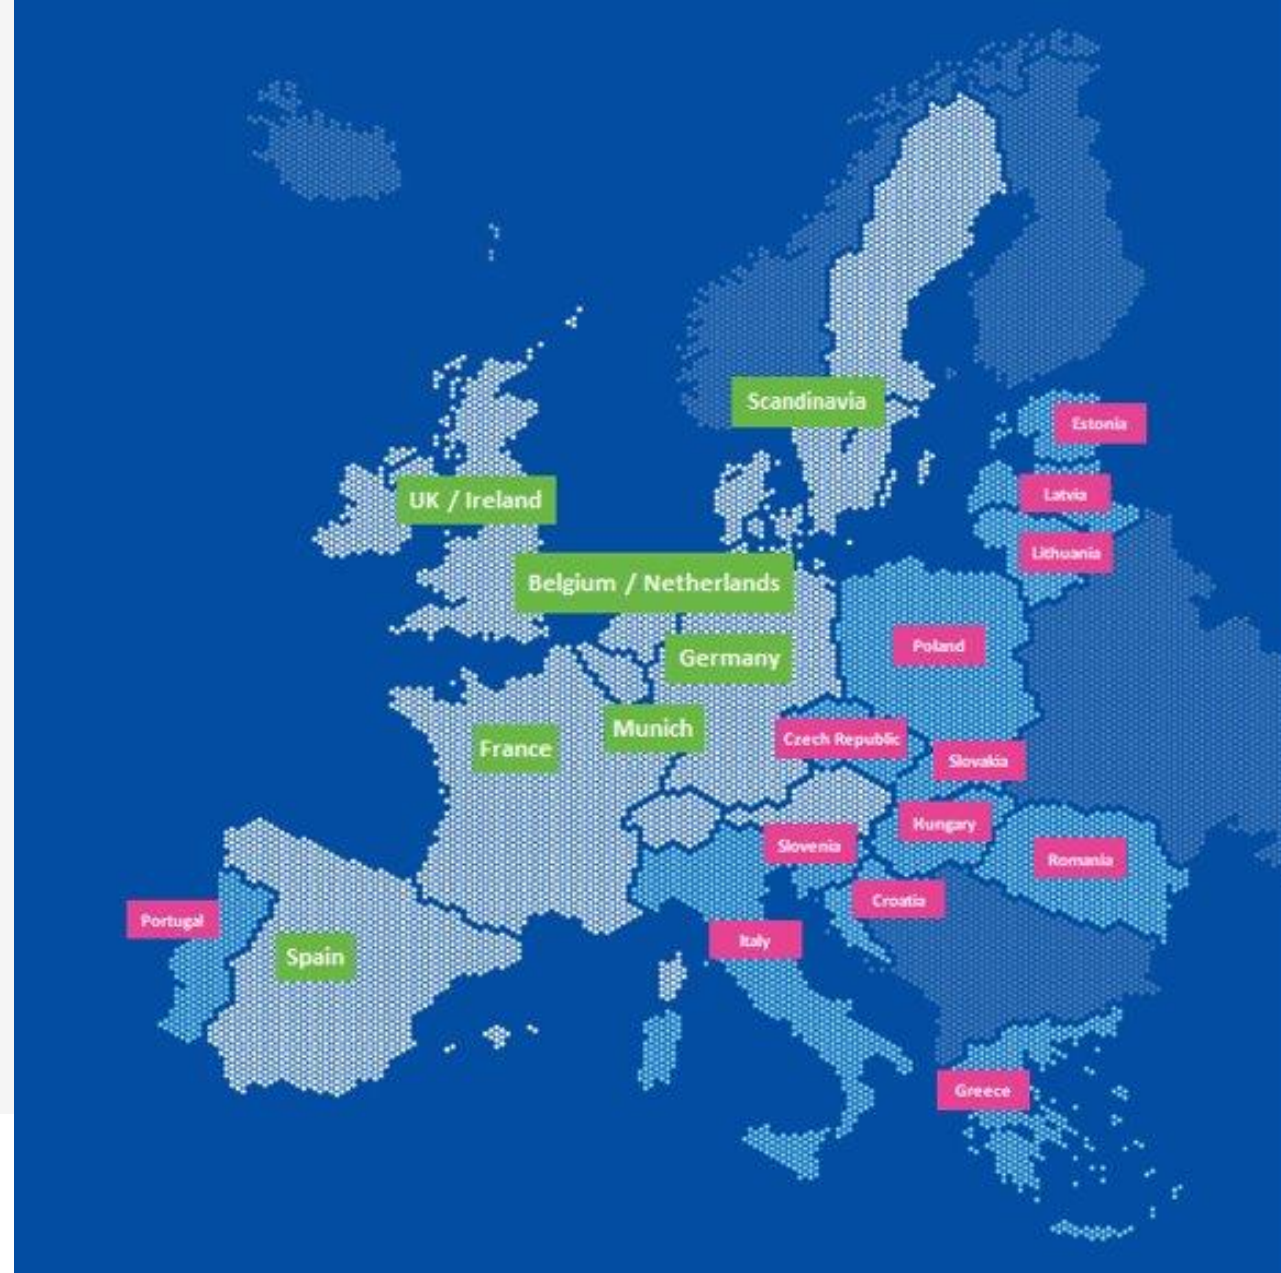 Scandinavia
Estonia
UK / Ireland
Latvia
Lithuania
Belgium / Netherlands
Poland
Germany
Munich
Czech Republic
France
Slovakia
Hungary
Slovenia
Romania
Croatia
Portugal
Italy
Spain
Greece